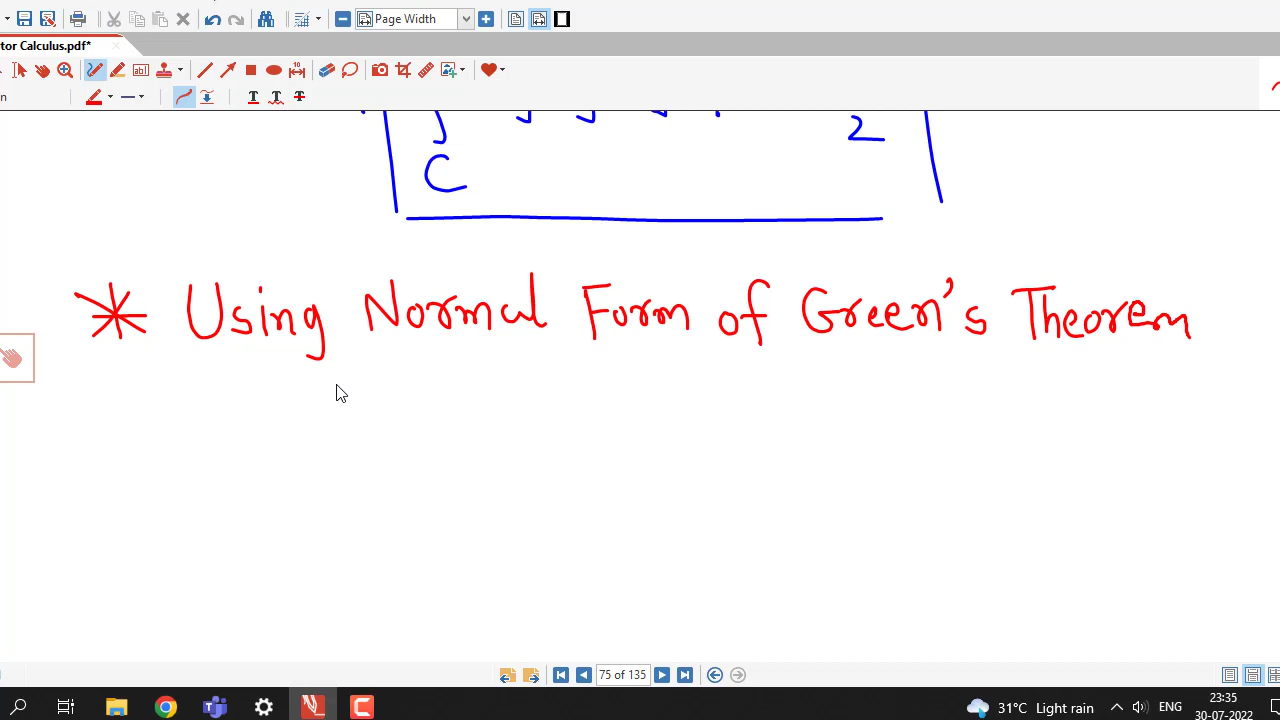 Page Width
tor Calculus.pdf*
n
2
C
* Using Normal Form of Green's Theorem
75 of 135
31°C Light rain
ENG
23:35
30-07-2022